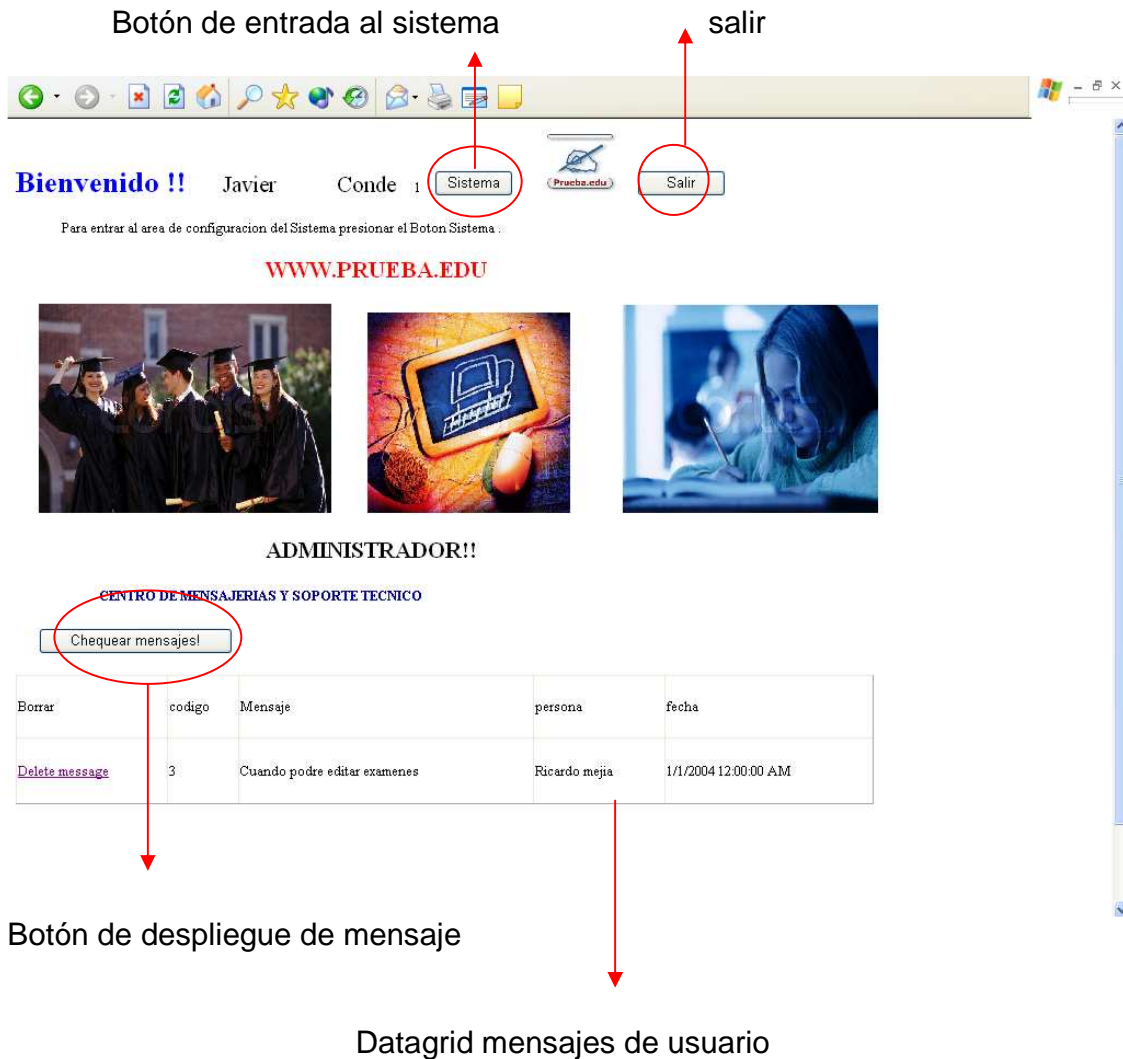 Botón de entrada al sistema salir
Bienvenido !! Javier Conde 1 Sistema Prueba.edu Salir
Para entrar al area de configuracion del Sistema presionar el Boton Sistema .
WWW.PRUEBA.EDU
ADMINISTRADOR!!
CENTRO DE MENSAJERIAS Y SOPORTE TECNICO
Chequear mensajes!
Borrar codigo Mensaje persona fecha
Delete message 3 Cuando podre editar examenes Ricardo mejia 1/1/2004 12:00:00 AM
Botón de despliegue de mensaje
Datagrid mensajes de usuario